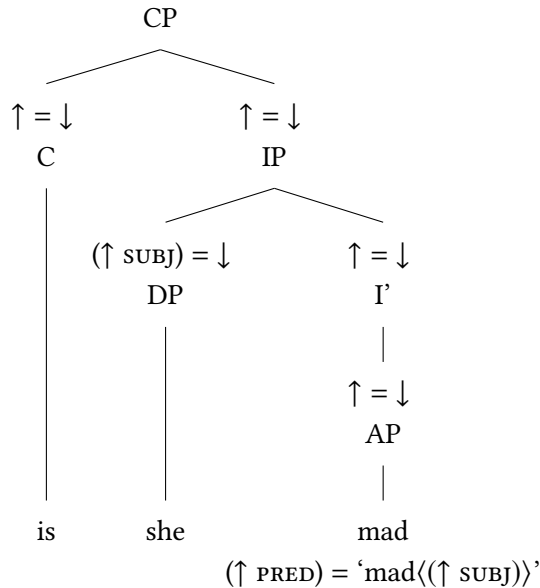 CP
↑ = ↓ ↑ = ↓
C IP
(↑ SUBJ) = ↓ ↑ = ↓
DP I’
↑ = ↓
AP
is she mad
(↑ PRED) = ‘mad⟨(↑ SUBJ)⟩’